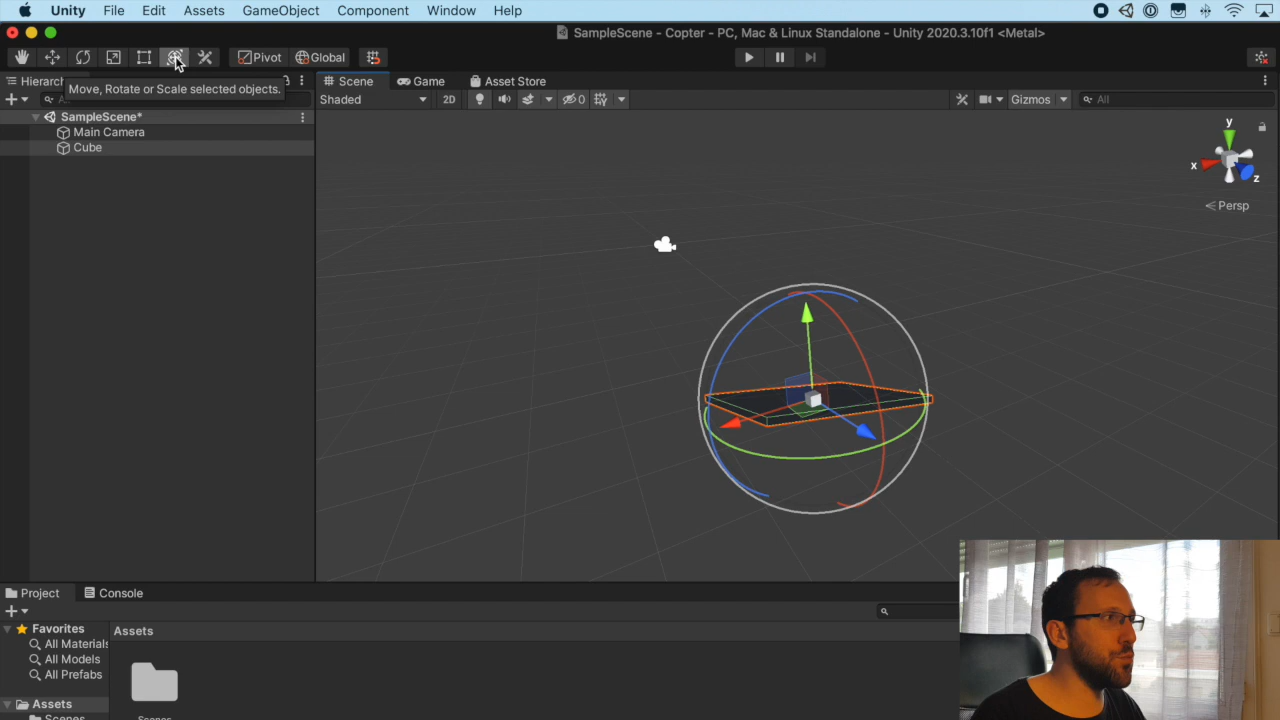 Unity File Edit Assets GameObject Component Window Help
SampleScene - Copter - PC, Mac & Linux Standalone - Unity 2020.3.10f1 <Metal>
Pivot Global
Hierarch Scene Game Asset Store
Move, Rotate or Scale selected objects.
Shaded 2D 0 Gizmos All
SampleScene*
Main Camera
Cube
y
x
z
Persp
Project Console
Favorites Assets
All Materials
All Models
All Prefabs
Assets
Scenes